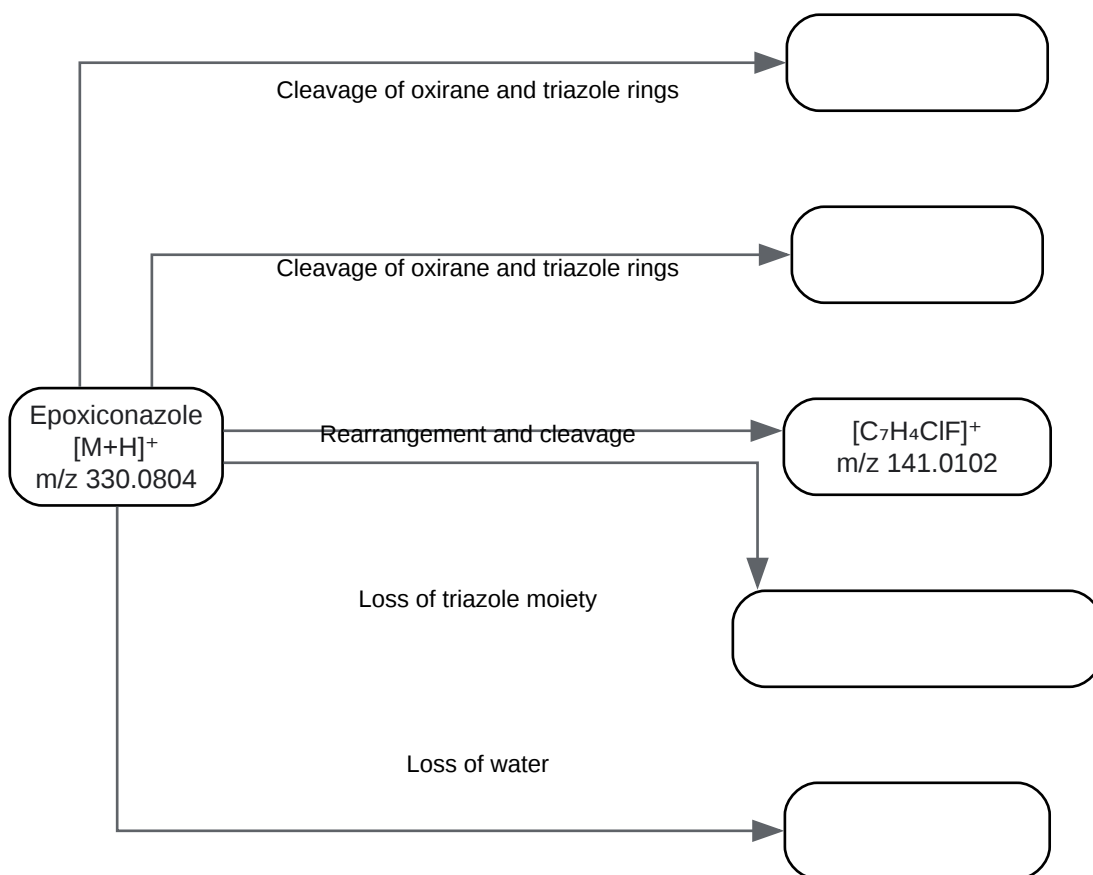 Cleavage of oxirane and triazole rings
Cleavage of oxirane and triazole rings
Epoxiconazole
[M+H]⁺
m/z 330.0804
Rearrangement and cleavage
[C₇H₄ClF]⁺
m/z 141.0102
Loss of triazole moiety
Loss of water